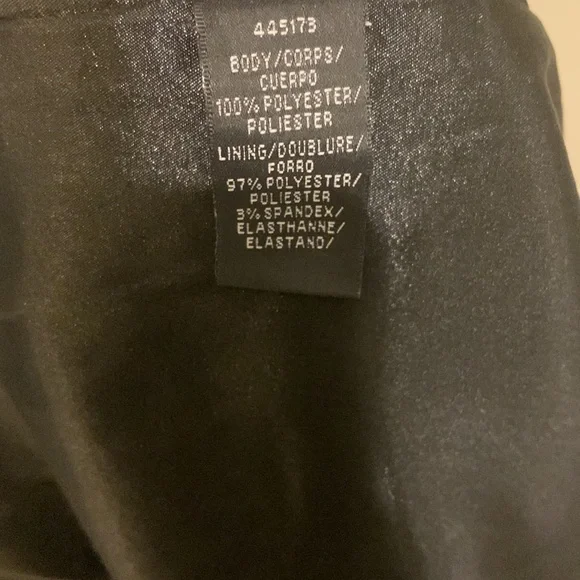 445173
BODY/CORPS/
CUERPO
100% POLYESTER/
POLIESTER
LINING/DOUBLURE/
FORRO
97% POLYESTER/
POLIESTER
3% SPANDEX/
ELASTHANNE/
ELASTANO/